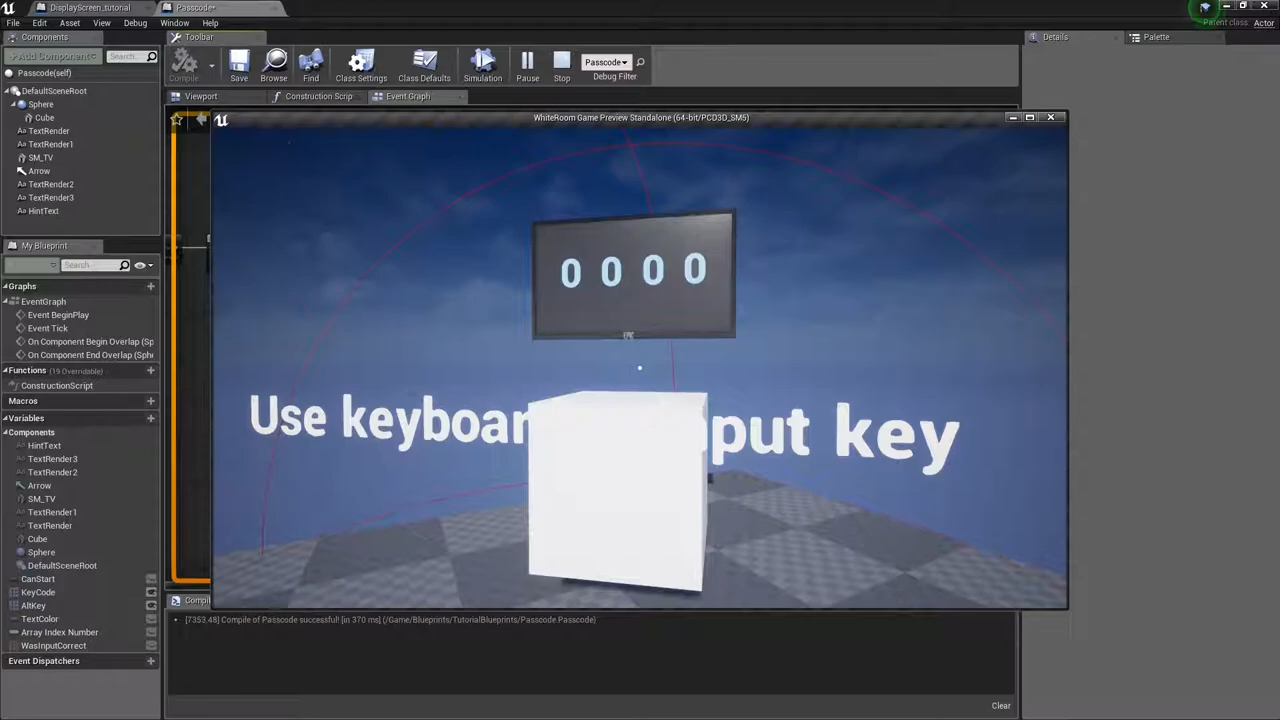 DisplayScreen_tutorial
Passcode*
File Edit Asset View Debug Window Help
Parent class: Actor
Components
Toolbar
Details
Palette
+Add Component
Search...
Compile
Save
Browse
Find
Class Settings
Class Defaults
Simulation
Pause
Stop
Passcode
Debug Filter
Passcode(self)
DefaultSceneRoot
Sphere
Cube
TextRender
TextRender1
SM_TV
Arrow
TextRender2
TextRender3
HintText
Viewport
Construction Scrip
Event Graph
WhiteRoom Game Preview Standalone (64-bit/PCD3D_SM5)
0 0 0 0
Use keyboar
put key
My Blueprint
Search
Graphs
EventGraph
Event BeginPlay
Event Tick
On Component Begin Overlap (Sp
On Component End Overlap (Sphe
Functions (19 Overridable)
ConstructionScript
Macros
Variables
Components
HintText
TextRender3
TextRender2
Arrow
SM_TV
TextRender1
TextRender
Cube
Sphere
DefaultSceneRoot
CanStart
KeyCode
AltKey
TextColor
Array Index Number
WasInputCorrect
Event Dispatchers
Compil
[7353.48] Compile of Passcode successful! [in 370 ms] (/Game/Blueprints/TutorialBlueprints/Passcode.Passcode)
Clear